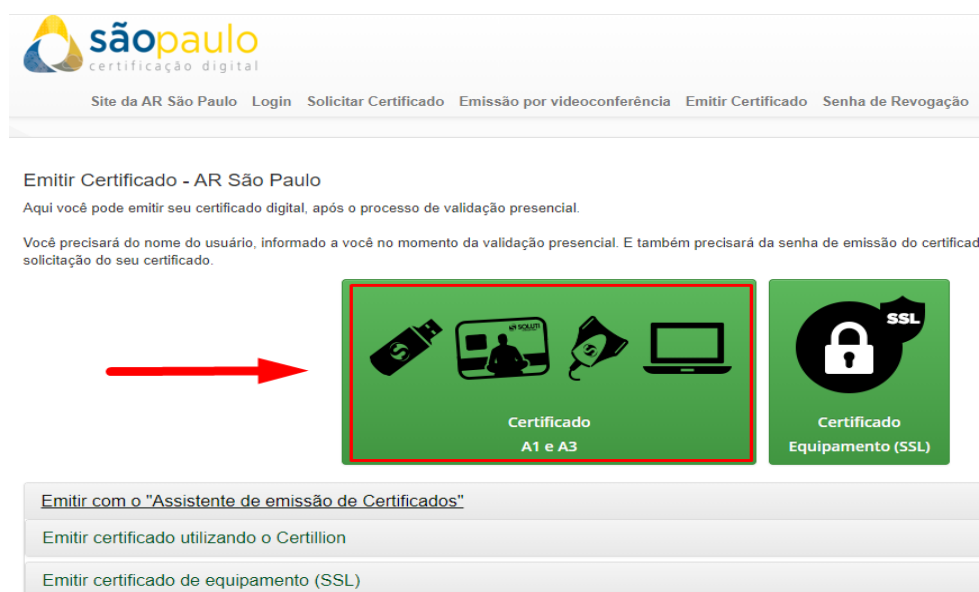 sãopaulo
certificação digital
Site da AR São Paulo Login Solicitar Certificado Emissão por videoconferência Emitir Certificado Senha de Revogação
Emitir Certificado - AR São Paulo
Aqui você pode emitir seu certificado digital, após o processo de validação presencial.
Você precisará do nome do usuário, informado a você no momento da validação presencial. E também precisará da senha de emissão do certificad
solicitação do seu certificado.
SOLUTI
SSL
Certificado
A1 e A3
Certificado
Equipamento (SSL)
Emitir com o "Assistente de emissão de Certificados"
Emitir certificado utilizando o Certillion
Emitir certificado de equipamento (SSL)